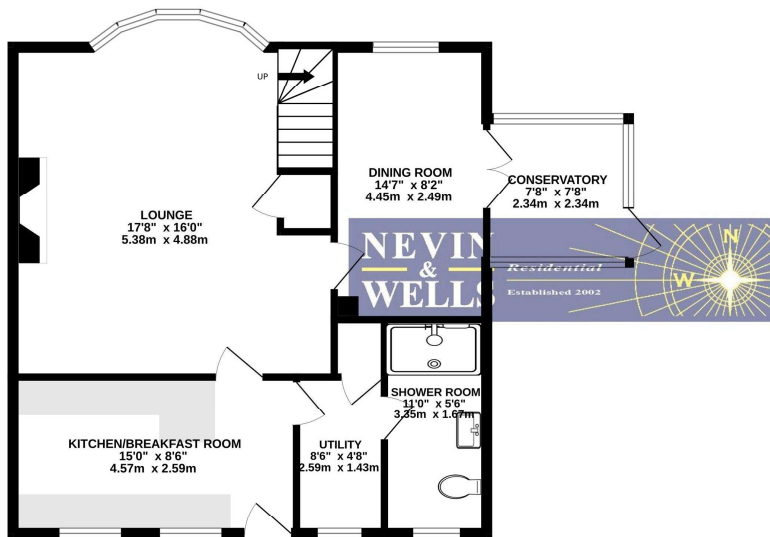 UP
DINING ROOM
14'7" x 8'2"
4.45m x 2.49m
CONSERVATORY
7'8" x 7'8"
2.34m x 2.34m
LOUNGE
17'8" x 16'0"
5.38m x 4.88m
NEVIN
&
WELLS
Residential
Established 2002
N
W
SHOWER ROOM
11'0" x 5'6"
3.35m x 1.67m
KITCHEN/BREAKFAST ROOM
15'0" x 8'6"
4.57m x 2.59m
UTILITY
8'6" x 4'8"
2.59m x 1.43m